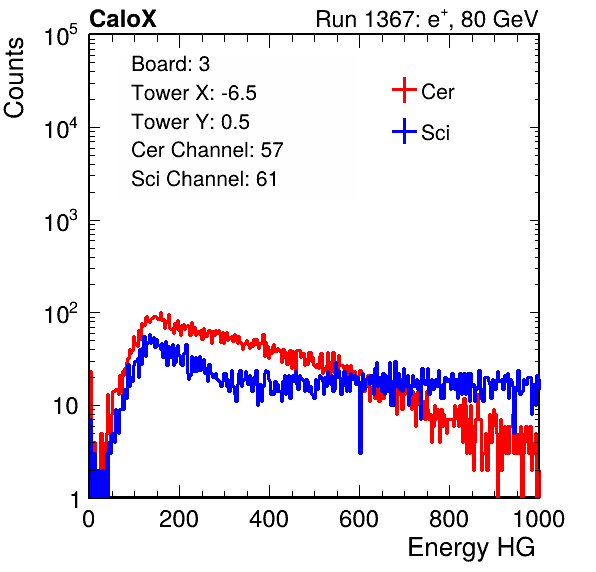 CaloX Run 1367: e⁺, 80 GeV
Counts
Board: 3
Tower X: -6.5
Tower Y: 0.5
Cer Channel: 57
Sci Channel: 61
Cer
Sci
10⁵
10⁴
10³
10²
10
1
0 200 400 600 800 1000
Energy HG